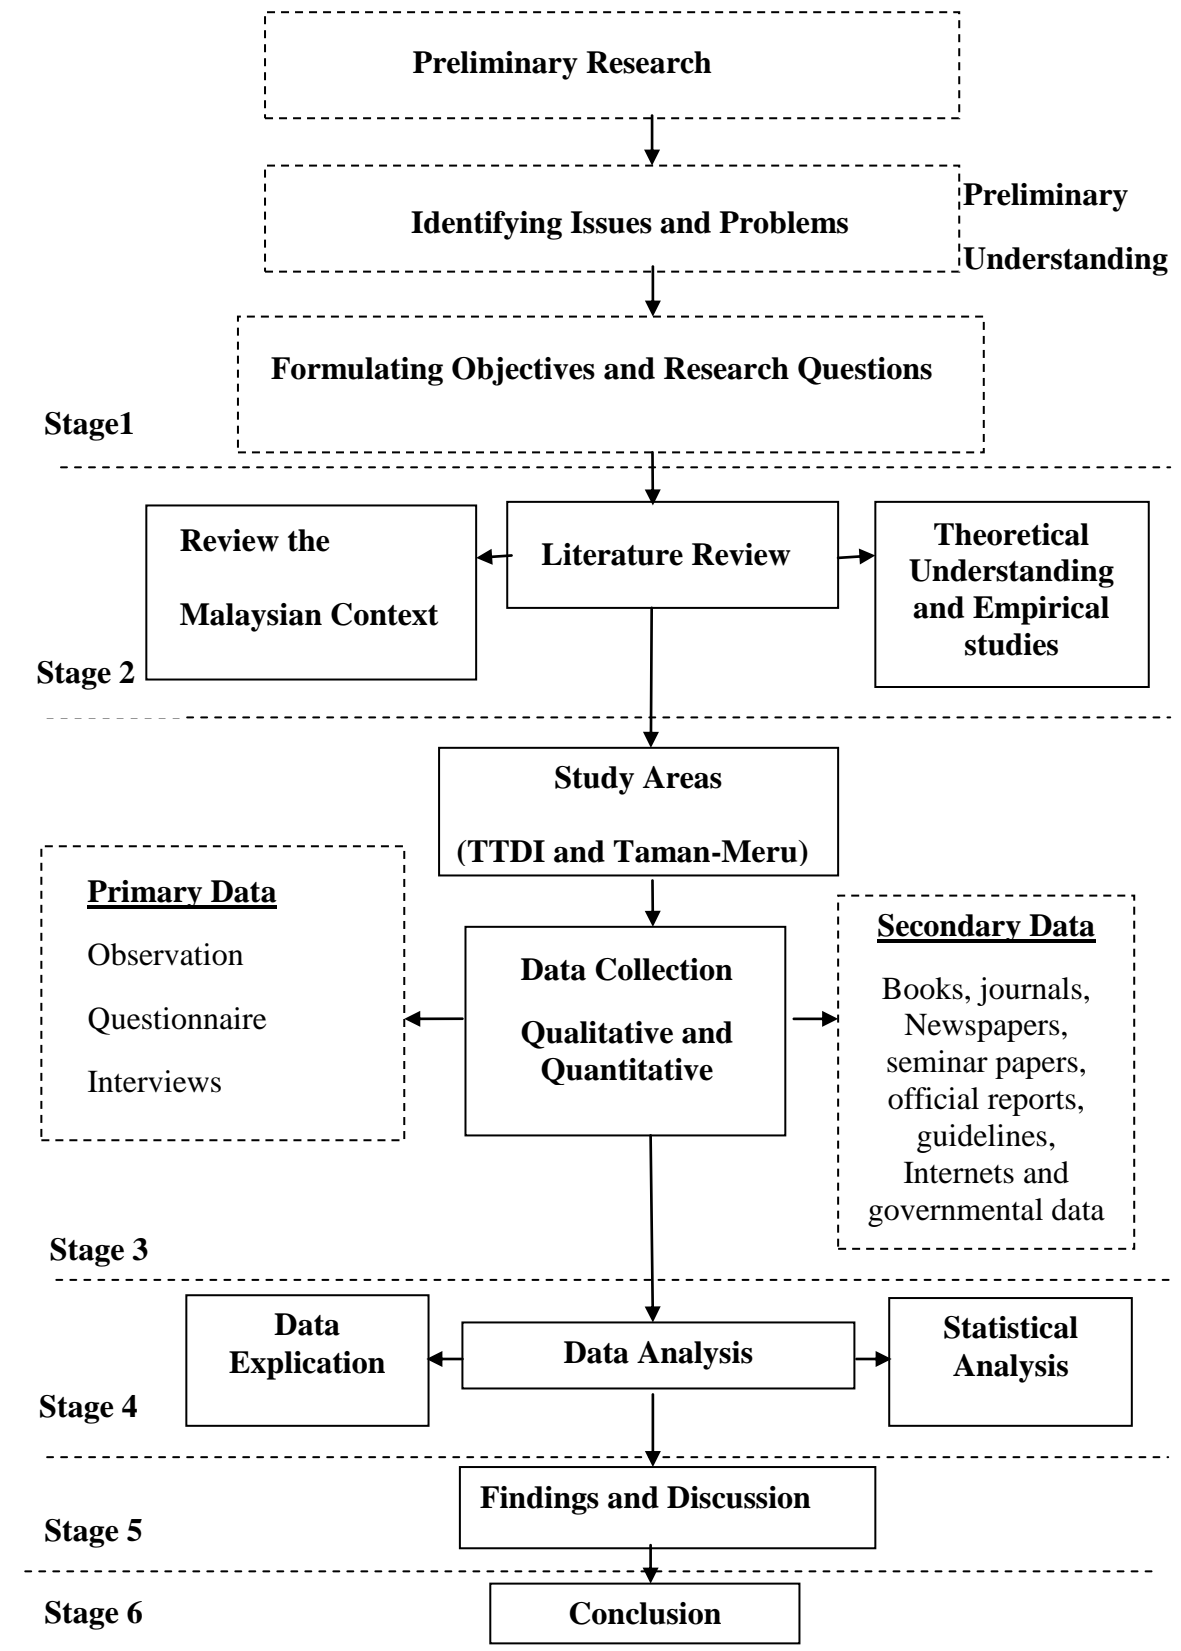 Preliminary Research
Identifying Issues and Problems
Preliminary
Understanding
Formulating Objectives and Research Questions
Stage1
Review the
Malaysian Context
Literature Review
Theoretical
Understanding
and Empirical
studies
Stage 2
Study Areas
(TTDI and Taman-Meru)
Primary Data
Observation
Questionnaire
Interviews
Data Collection
Qualitative and
Quantitative
Secondary Data
Books, journals,
Newspapers,
seminar papers,
official reports,
guidelines,
Internets and
governmental data
Stage 3
Data
Explication
Data Analysis
Statistical
Analysis
Stage 4
Findings and Discussion
Stage 5
Conclusion
Stage 6